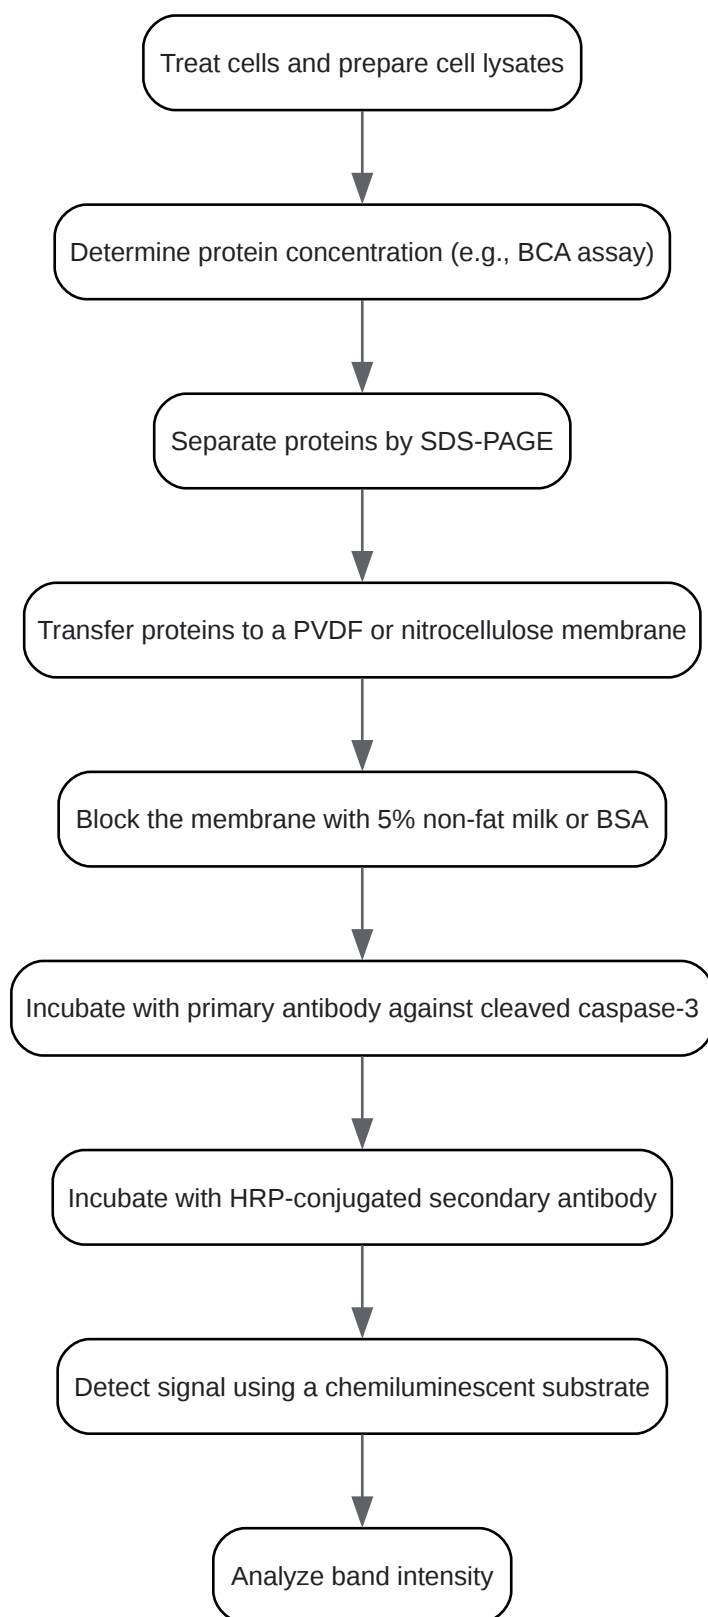 Treat cells and prepare cell lysates
Determine protein concentration (e.g., BCA assay)
Separate proteins by SDS-PAGE
Transfer proteins to a PVDF or nitrocellulose membrane
Block the membrane with 5% non-fat milk or BSA
Incubate with primary antibody against cleaved caspase-3
Incubate with HRP-conjugated secondary antibody
Detect signal using a chemiluminescent substrate
Analyze band intensity